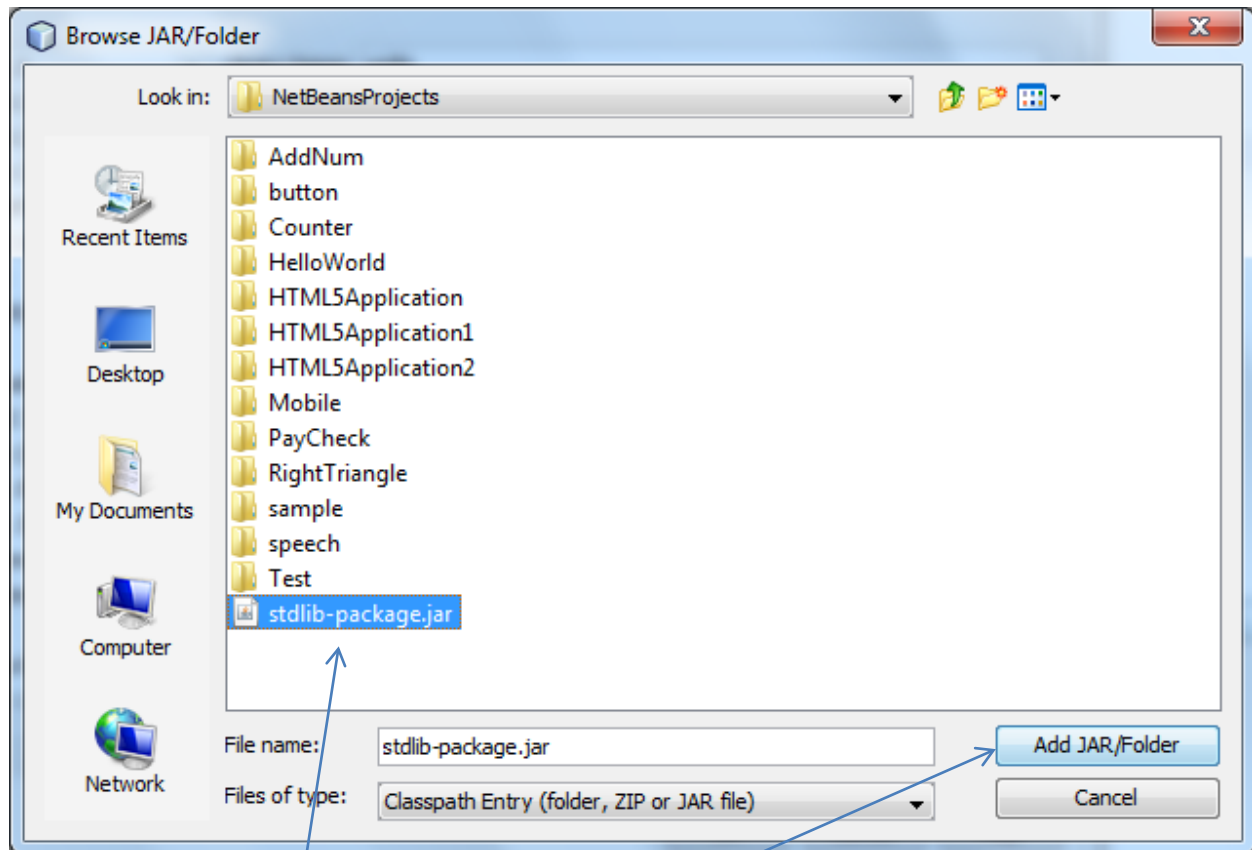 Browse JAR/Folder
Look in:
NetBeansProjects
Recent Items
Desktop
My Documents
Computer
Network
AddNum
button
Counter
HelloWorld
HTML5Application
HTML5Application1
HTML5Application2
Mobile
PayCheck
RightTriangle
sample
speech
Test
stdlib-package.jar
File name: stdlib-package.jar
Add JAR/Folder
Files of type: Classpath Entry (folder, ZIP or JAR file)
Cancel